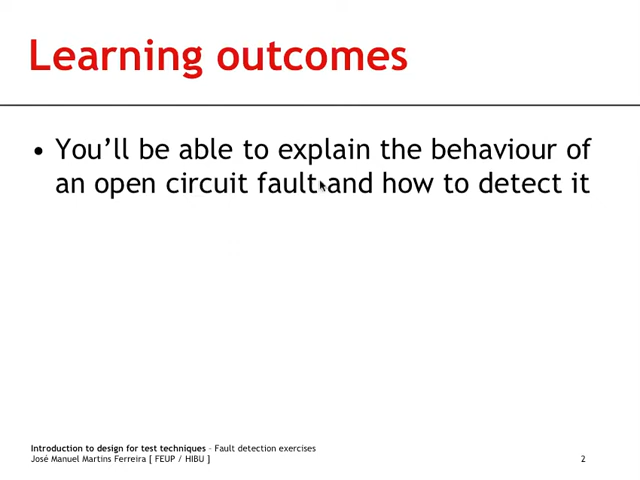 Learning outcomes
• You'll be able to explain the behaviour of
an open circuit fault and how to detect it
Introduction to design for test techniques – Fault detection exercises
José Manuel Martins Ferreira [ FEUP / HIBU ]
2